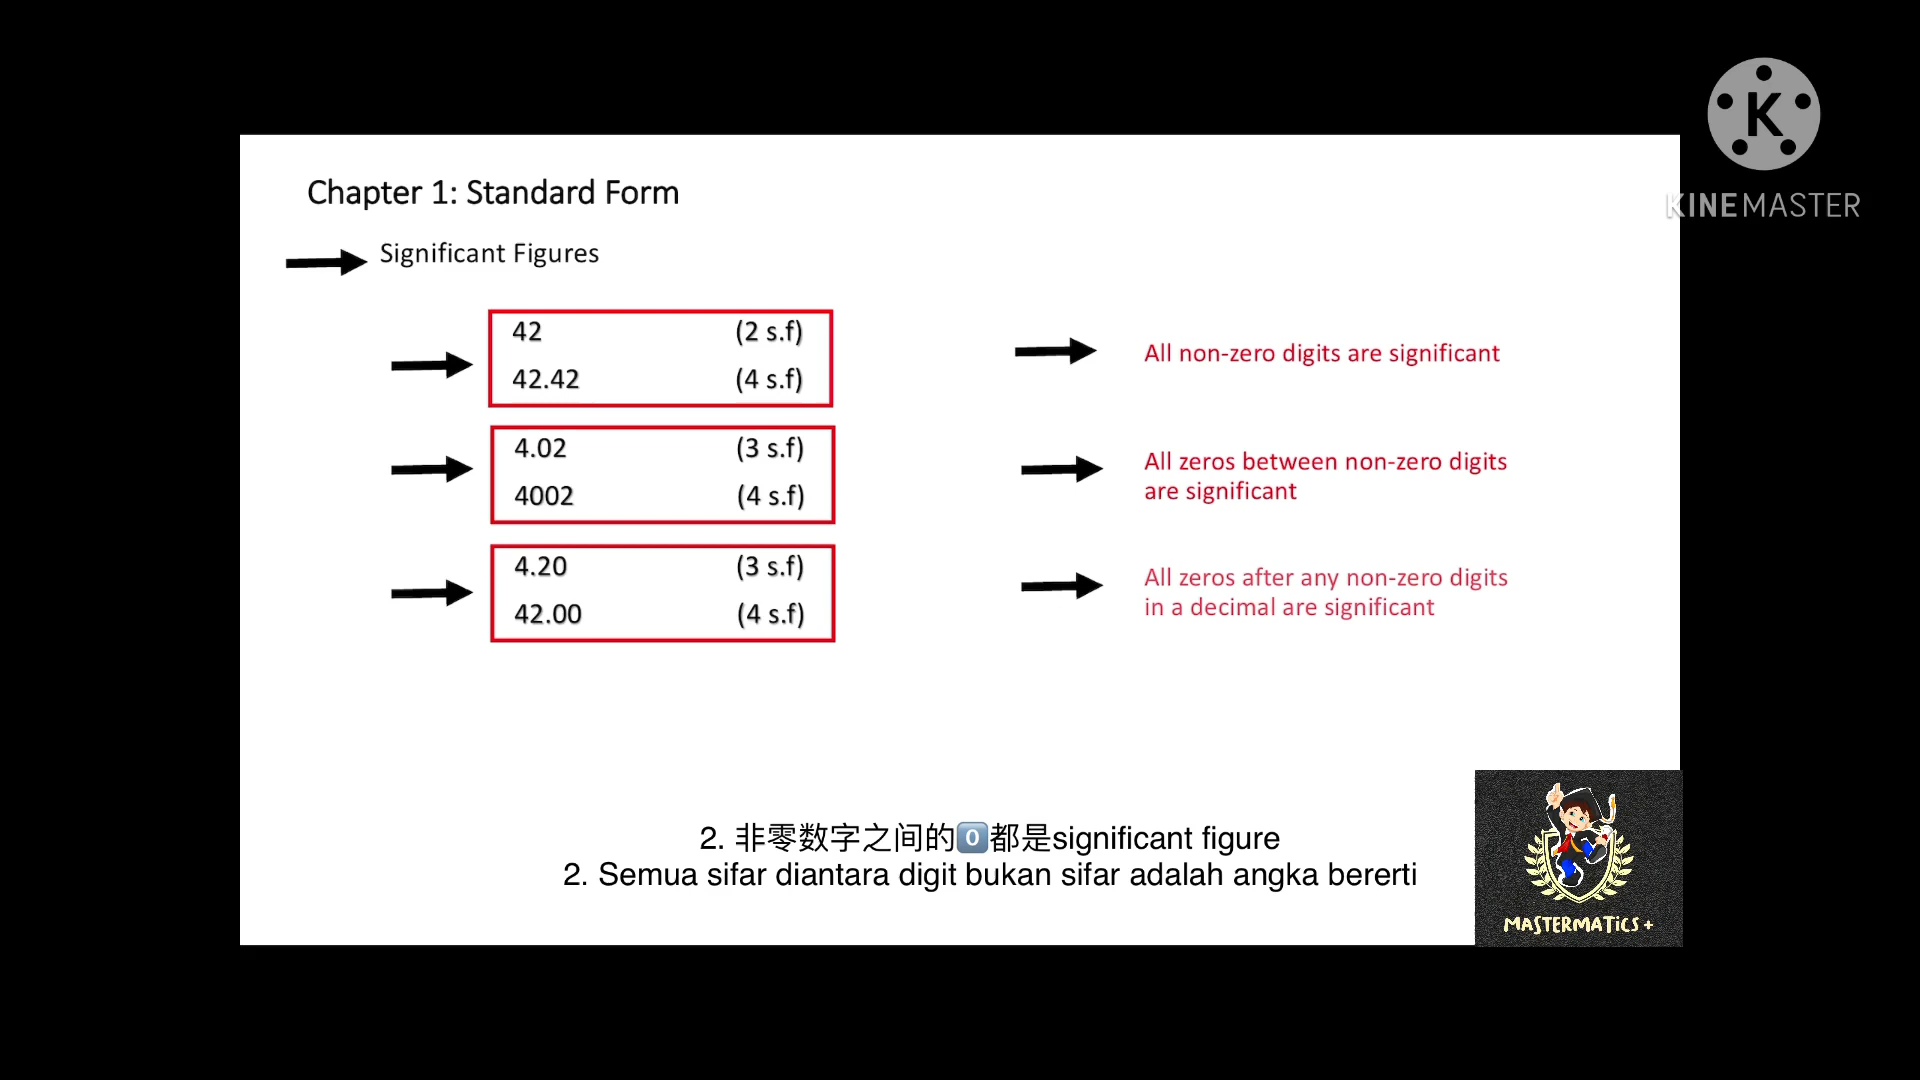 K
KINEMASTER
Chapter 1: Standard Form
Significant Figures
42 (2 s.f)
42.42 (4 s.f)
All non-zero digits are significant
4.02 (3 s.f)
4002 (4 s.f)
All zeros between non-zero digits
are significant
4.20 (3 s.f)
42.00 (4 s.f)
All zeros after any non-zero digits
in a decimal are significant
2. 非零数字之间的0️⃣都是significant figure
2. Semua sifar diantara digit bukan sifar adalah angka bererti
MASTERMATiCS +